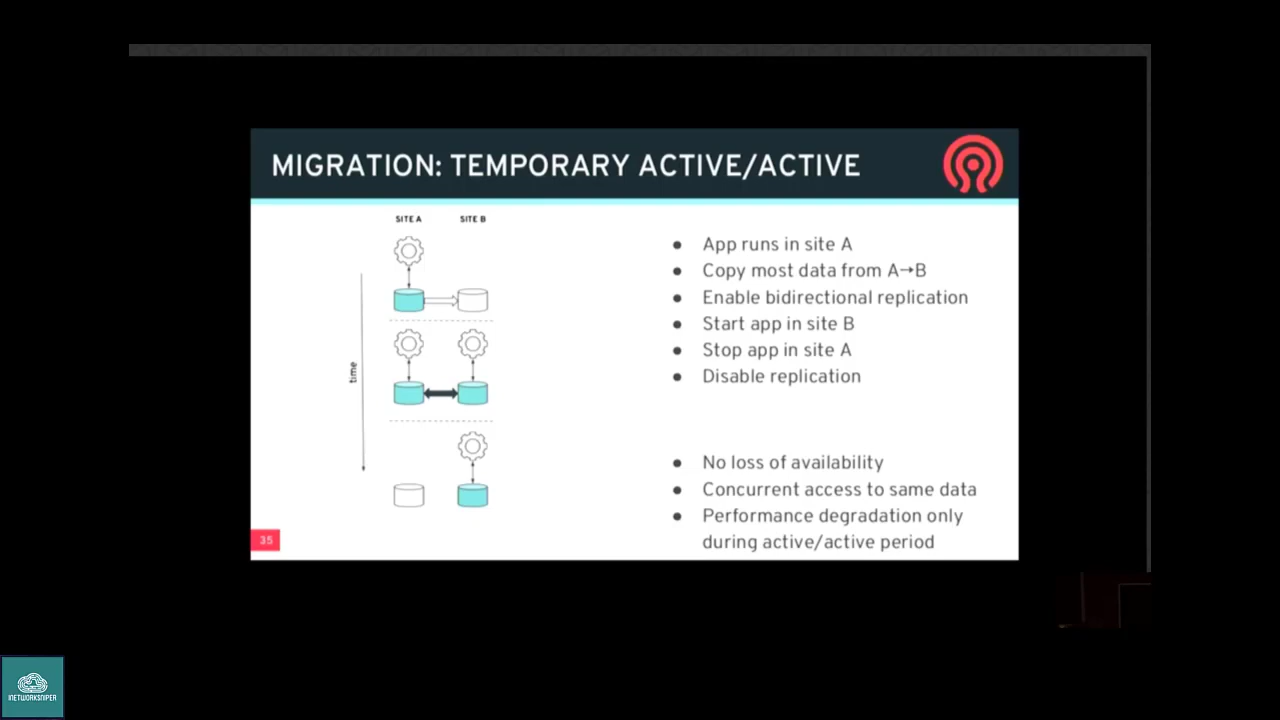 MIGRATION: TEMPORARY ACTIVE/ACTIVE
SITE A
SITE B
time
● App runs in site A
● Copy most data from A→B
● Enable bidirectional replication
● Start app in site B
● Stop app in site A
● Disable replication
● No loss of availability
● Concurrent access to same data
● Performance degradation only
during active/active period
35
INETWORKSNIPER